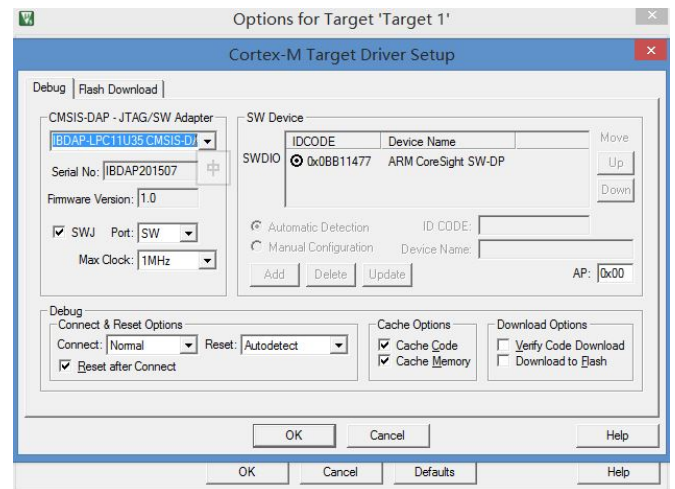 Options for Target 'Target 1'
Cortex-M Target Driver Setup
Debug Flash Download
CMSIS-DAP - JTAG/SW Adapter
IBDAP-LPC11U35 CMSIS-DA
Serial No: IBDAP201507
中
Firmware Version: 1.0
SWJ Port: SW
Max Clock: 1MHz
SW Device
IDCODE Device Name
SWDIO 0x0BB11477 ARM CoreSight SW-DP
Move
Up
Down
Automatic Detection ID CODE:
Manual Configuration Device Name:
Add Delete Update AP: 0x00
Debug
Connect & Reset Options
Connect: Normal Reset: Autodetect
Reset after Connect
Cache Options
Cache Code
Cache Memory
Download Options
Verify Code Download
Download to Flash
OK Cancel Help
OK Cancel Defaults Help